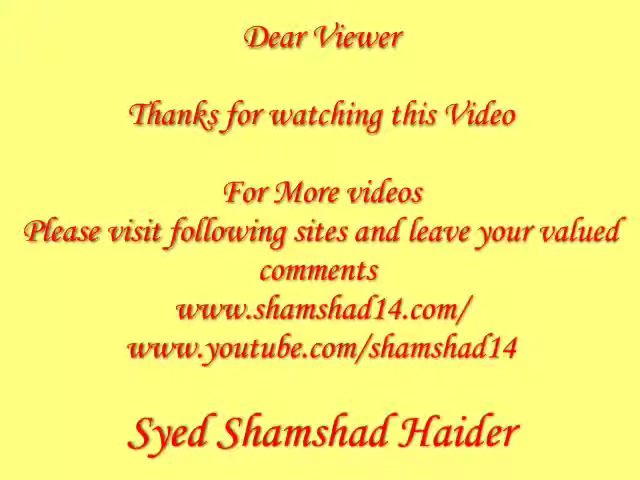 Dear Viewer
Thanks for watching this Video
For More videos
Please visit following sites and leave your valued
comments
www.shamshad14.com/
www.youtube.com/shamshad14
Syed Shamshad Haider